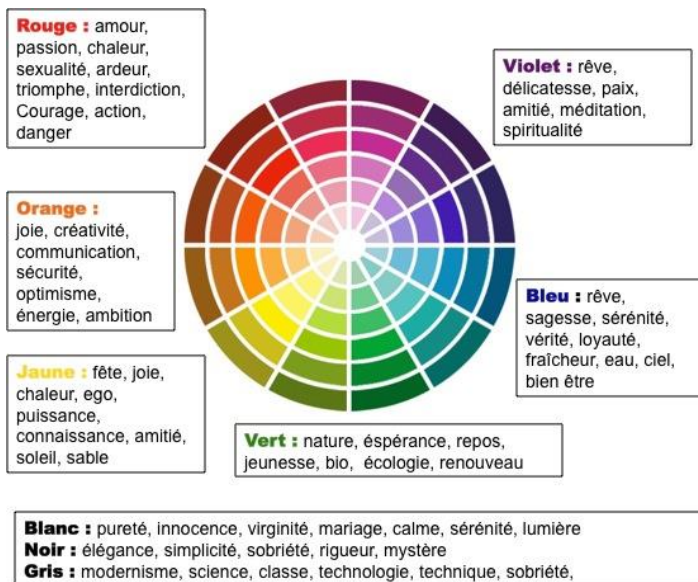 Rouge : amour,
passion, chaleur,
sexualité, ardeur,
triomphe, interdiction,
Courage, action,
danger
Violet : rêve,
délicatesse, paix,
amitié, méditation,
spiritualité
Orange :
joie, créativité,
communication,
sécurité,
optimisme,
énergie, ambition
Bleu : rêve,
sagesse, sérénité,
vérité, loyauté,
fraîcheur, eau, ciel,
bien être
Jaune : fête, joie,
chaleur, ego,
puissance,
connaissance, amitié,
soleil, sable
Vert : nature, éspérance, repos,
jeunesse, bio, écologie, renouveau
Blanc : pureté, innocence, virginité, mariage, calme, sérénité, lumière
Noir : élégance, simplicité, sobriété, rigueur, mystère
Gris : modernisme, science, classe, technologie, technique, sobriété,